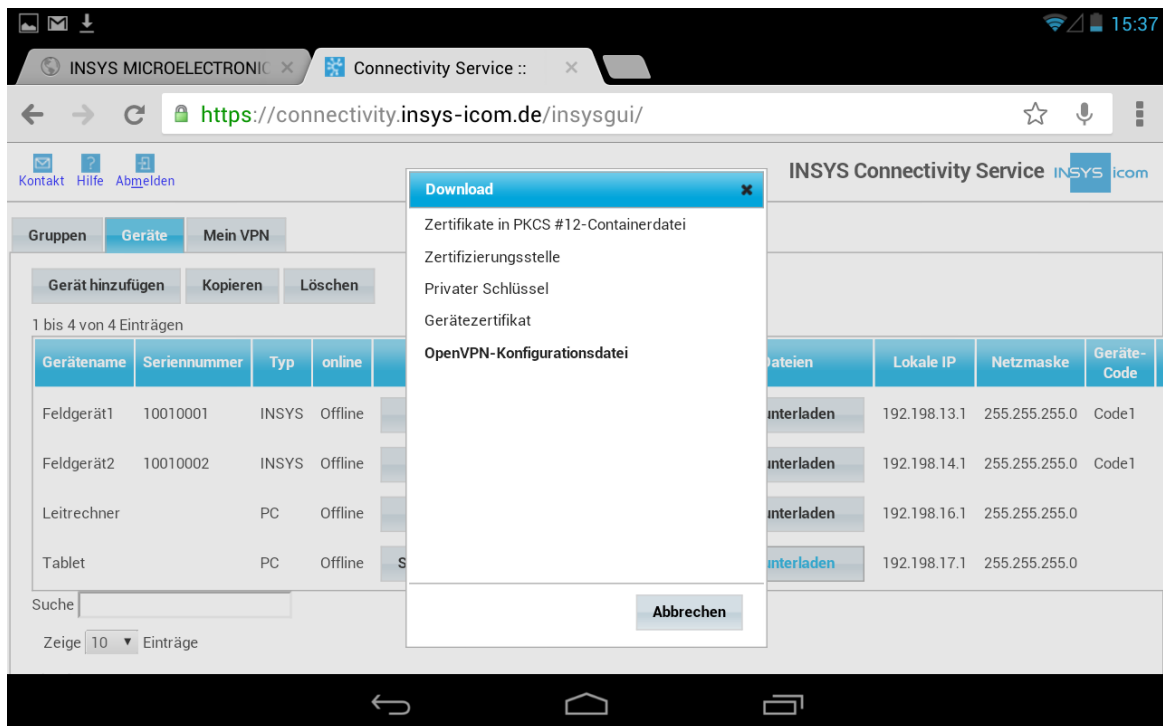 15:37
INSYS MICROELECTRONIC
Connectivity Service ::
https://connectivity.insys-icom.de/insysgui/
Kontakt Hilfe Abmelden
INSYS Connectivity Service INSYS icom
Download
Zertifikate in PKCS #12-Containerdatei
Zertifizierungsstelle
Privater Schlüssel
Gerätezertifikat
OpenVPN-Konfigurationsdatei
Abbrechen
Gruppen Geräte Mein VPN
Gerät hinzufügen Kopieren Löschen
1 bis 4 von 4 Einträgen
Gerätename Seriennummer Typ online Dateien Lokale IP Netzmaske Geräte-
Code
Feldgerät1 10010001 INSYS Offline unterladen 192.198.13.1 255.255.255.0 Code1
Feldgerät2 10010002 INSYS Offline unterladen 192.198.14.1 255.255.255.0 Code1
Leitrechner PC Offline unterladen 192.198.16.1 255.255.255.0
Tablet PC Offline S unterladen 192.198.17.1 255.255.255.0
Suche
Zeige 10 Einträge